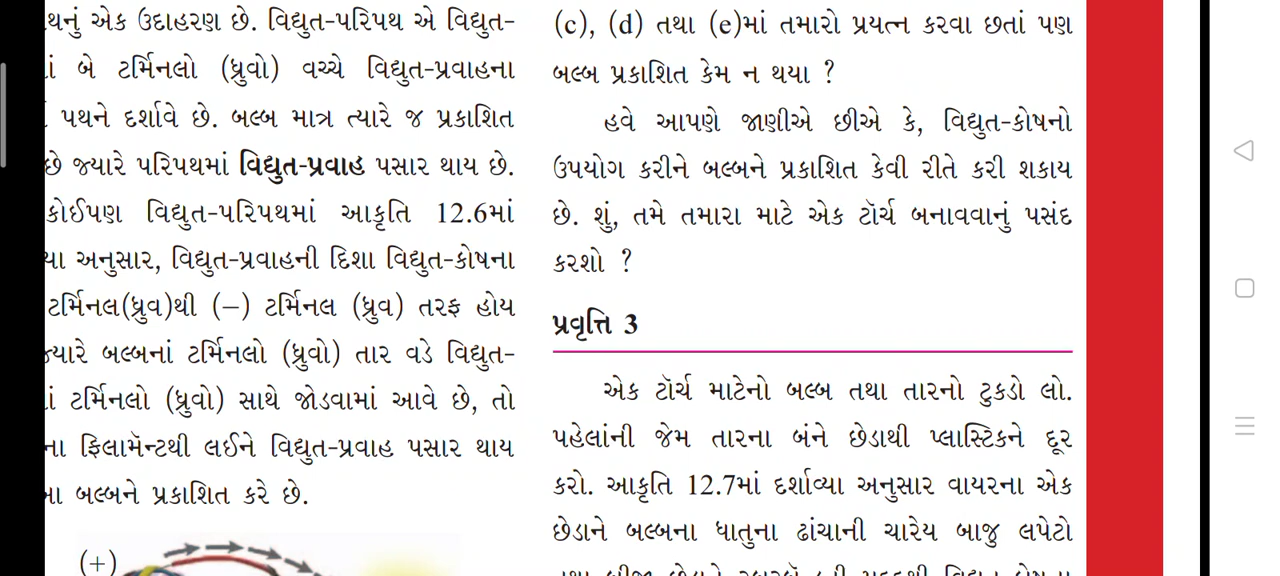 થનું એક ઉદાહરણ છે. વિદ્યુત-પરિપથ એ વિદ્યુત-
બે ટર્મિનલો (ધ્રુવો) વચ્ચે વિદ્યુત-પ્રવાહના
પથને દર્શાવે છે. બલ્બ માત્ર ત્યારે જ પ્રકાશિત
છે જ્યારે પરિપથમાં વિદ્યુત-પ્રવાહ પસાર થાય છે.
કોઈપણ વિદ્યુત-પરિપથમાં આકૃતિ 12.6માં
યા અનુસાર, વિદ્યુત-પ્રવાહની દિશા વિદ્યુત-કોષના
ટર્મિનલ(ધ્રુવ)થી (–) ટર્મિનલ (ધ્રુવ) તરફ હોય
જ્યારે બલ્બનાં ટર્મિનલો (ધ્રુવો) તાર વડે વિદ્યુત-
ટર્મિનલો (ધ્રુવો) સાથે જોડવામાં આવે છે, તો
ના ફિલામૅન્ટથી લઈને વિદ્યુત-પ્રવાહ પસાર થાય
બલ્બને પ્રકાશિત કરે છે.
(+)
(c), (d) તથા (e)માં તમારો પ્રયત્ન કરવા છતાં પણ
બલ્બ પ્રકાશિત કેમ ન થયા ?
હવે આપણે જાણીએ છીએ કે, વિદ્યુત-કોષનો
ઉપયોગ કરીને બલ્બને પ્રકાશિત કેવી રીતે કરી શકાય
છે. શું, તમે તમારા માટે એક ટૉર્ચ બનાવવાનું પસંદ
કરશો ?
પ્રવૃત્તિ 3
એક ટૉર્ચ માટેનો બલ્બ તથા તારનો ટુકડો લો.
પહેલાંની જેમ તારના બંને છેડાથી પ્લાસ્ટિકને દૂર
કરો. આકૃતિ 12.7માં દર્શાવ્યા અનુસાર વાયરના એક
છેડાને બલ્બના ધાતુના ઢાંચાની ચારેય બાજુ લપેટો